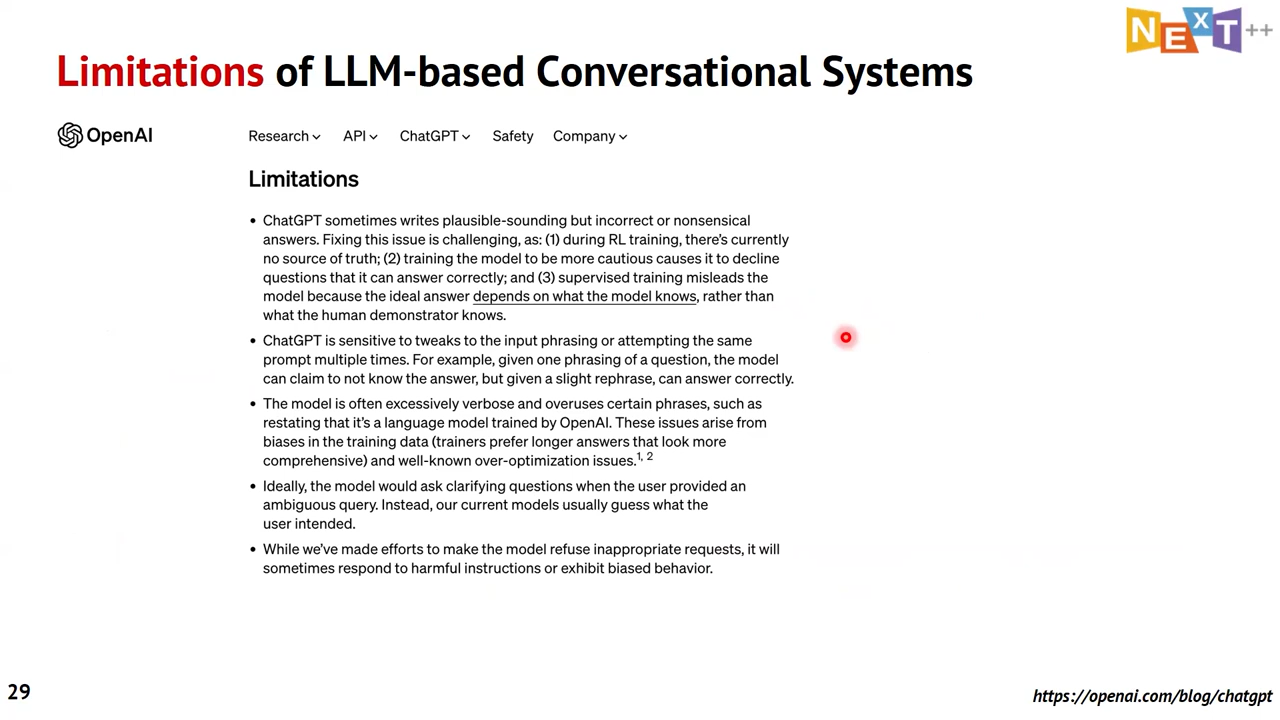 NExT++
Limitations of LLM-based Conversational Systems
OpenAI
Research API ChatGPT Safety Company
Limitations
• ChatGPT sometimes writes plausible-sounding but incorrect or nonsensical
answers. Fixing this issue is challenging, as: (1) during RL training, there's currently
no source of truth; (2) training the model to be more cautious causes it to decline
questions that it can answer correctly; and (3) supervised training misleads the
model because the ideal answer depends on what the model knows, rather than
what the human demonstrator knows.
• ChatGPT is sensitive to tweaks to the input phrasing or attempting the same
prompt multiple times. For example, given one phrasing of a question, the model
can claim to not know the answer, but given a slight rephrase, can answer correctly.
• The model is often excessively verbose and overuses certain phrases, such as
restating that it's a language model trained by OpenAI. These issues arise from
biases in the training data (trainers prefer longer answers that look more
comprehensive) and well-known over-optimization issues.1, 2
• Ideally, the model would ask clarifying questions when the user provided an
ambiguous query. Instead, our current models usually guess what the
user intended.
• While we've made efforts to make the model refuse inappropriate requests, it will
sometimes respond to harmful instructions or exhibit biased behavior.
29
https://openai.com/blog/chatgpt